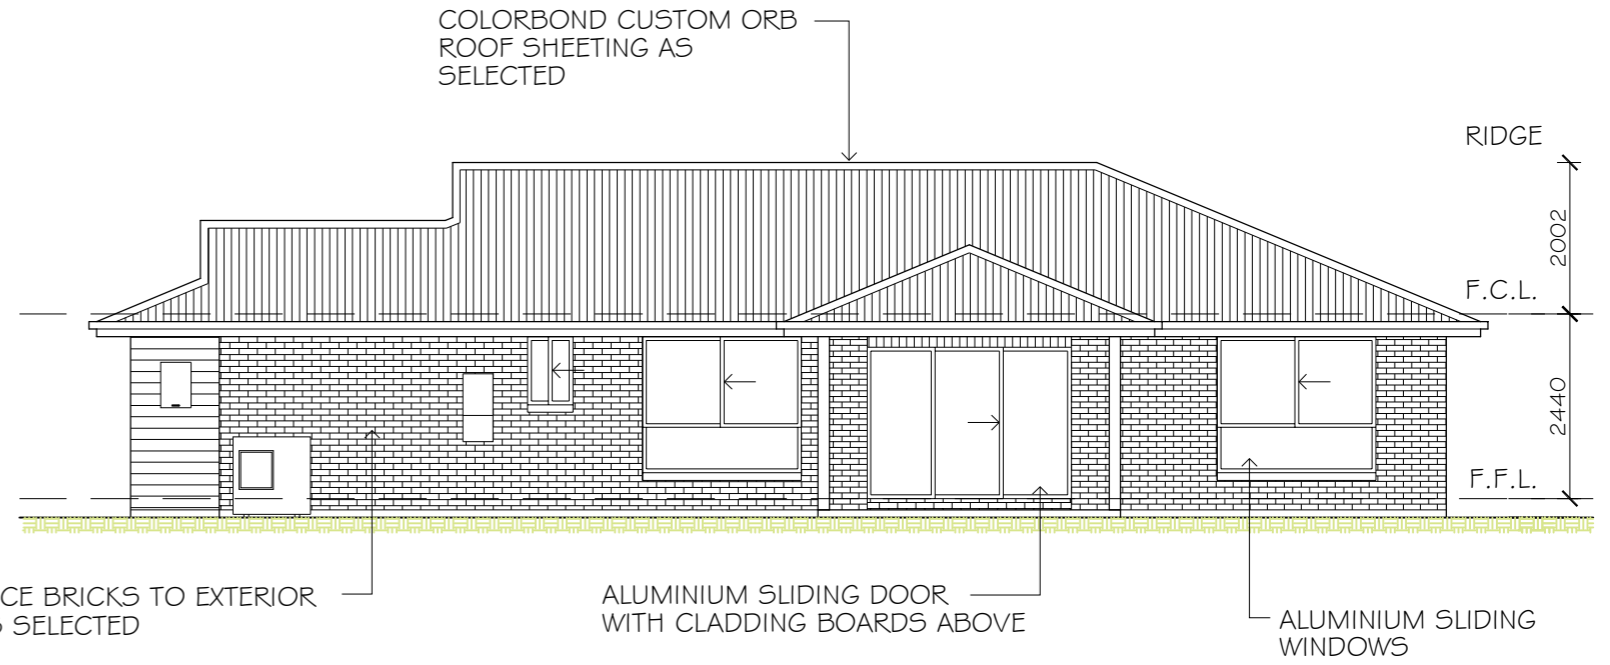 COLORBOND CUSTOM ORB
ROOF SHEETING AS
SELECTED
RIDGE
2002
F.C.L.
2440
F.F.L.
BRICKS TO EXTERIOR
SELECTED
ALUMINIUM SLIDING DOOR
WITH CLADDING BOARDS ABOVE
ALUMINIUM SLIDING
WINDOWS